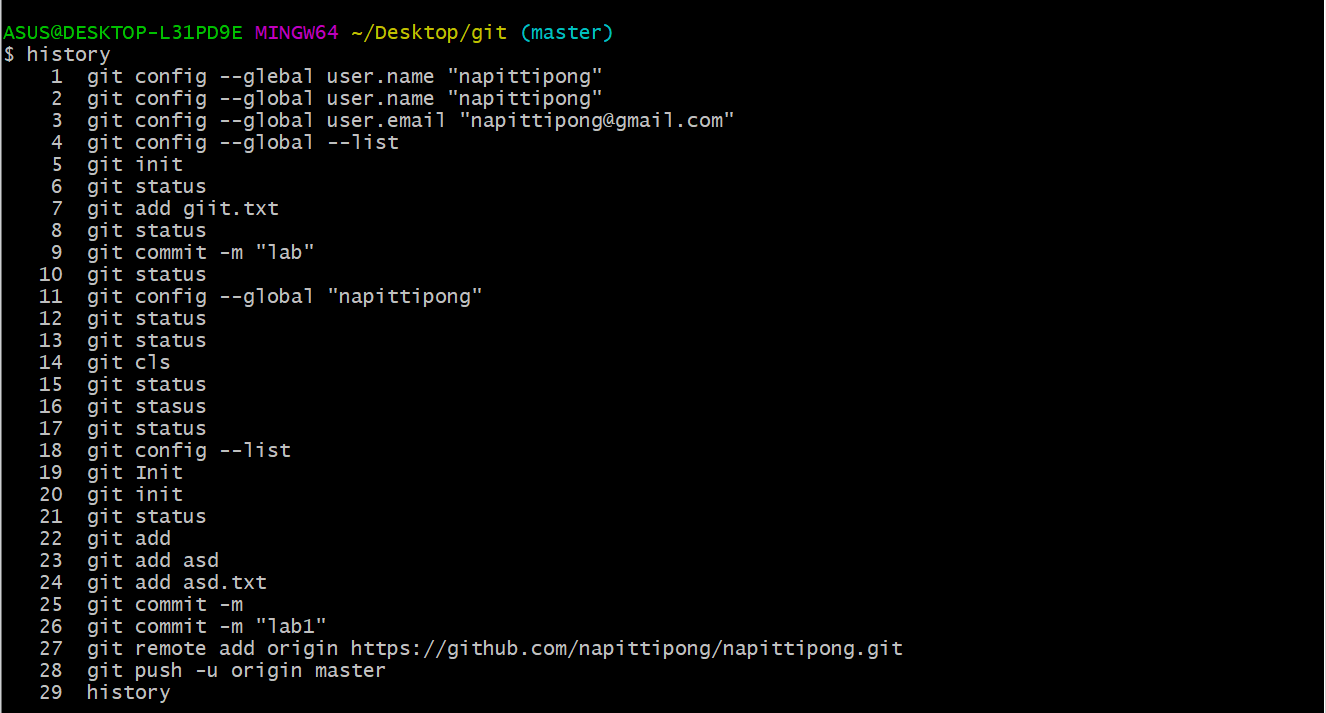 ASUS@DESKTOP-L31PD9E MINGW64 ~/Desktop/git (master)
$ history
1 git config --glebal user.name "napittipong"
2 git config --global user.name "napittipong"
3 git config --global user.email "napittipong@gmail.com"
4 git config --global --list
5 git init
6 git status
7 git add giit.txt
8 git status
9 git commit -m "lab"
10 git status
11 git config --global "napittipong"
12 git status
13 git status
14 git cls
15 git status
16 git stasus
17 git status
18 git config --list
19 git Init
20 git init
21 git status
22 git add
23 git add asd
24 git add asd.txt
25 git commit -m
26 git commit -m "lab1"
27 git remote add origin https://github.com/napittipong/napittipong.git
28 git push -u origin master
29 history